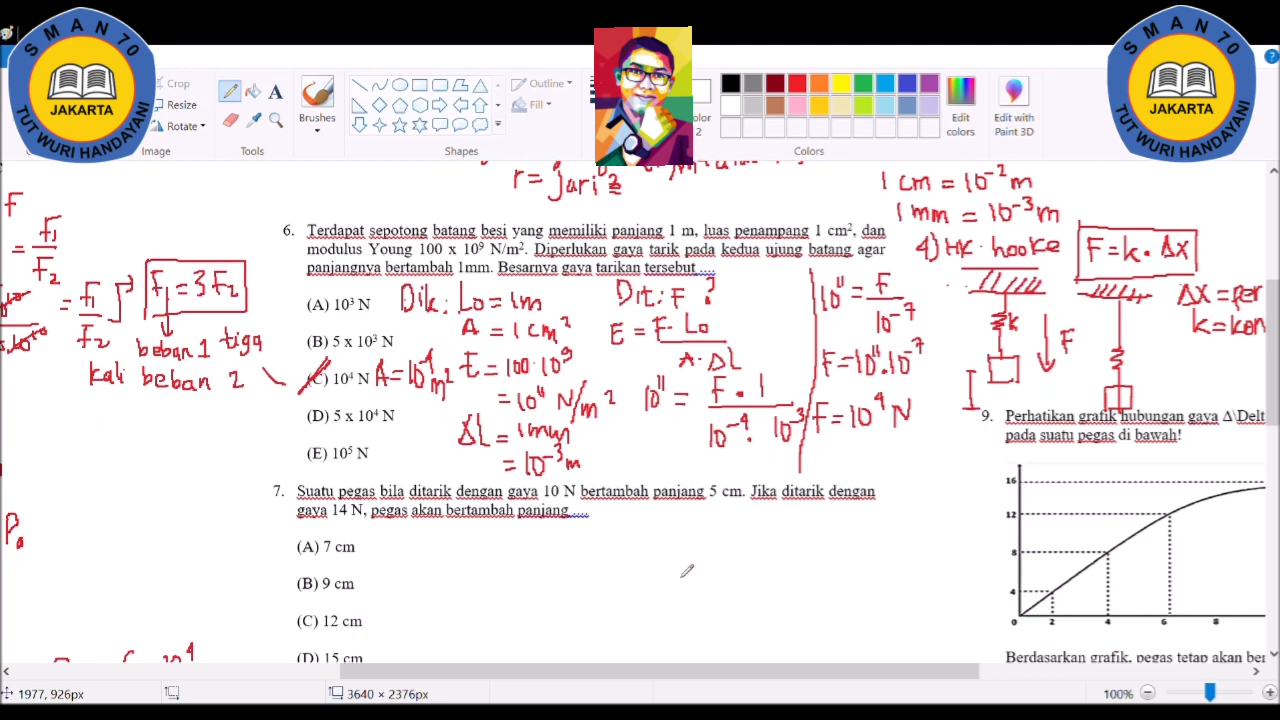 SMAN 70
JAKARTA
TUT WURI HANDAYANI
Crop
Resize
Rotate
Image
Tools
Brushes
Shapes
Outline
Fill
2
Colors
Edit
colors
Edit with
Paint 3D
SMAN 70
JAKARTA
TUT WURI HANDAYANI
r = jari²
1 cm = 10⁻² m
1 mm = 10⁻³ m
4) HK. hooke
F = k. Δx
F
k
Δx = per
k = kon
F
= F₁/F₂
= F₁/F₂
F₁ = 3 F₂
beban 1 tiga
kali beban 2
6. Terdapat sepotong batang besi yang memiliki panjang 1 m, luas penampang 1 cm², dan
modulus Young 100 x 10⁹ N/m². Diperlukan gaya tarik pada kedua ujung batang agar
panjangnya bertambah 1mm. Besarnya gaya tarikan tersebut ....
(A) 10³ N
(B) 5 x 10³ N
(C) 10⁴ N
(D) 5 x 10⁴ N
(E) 10⁵ N
Dik: Lo = 1m
A = 1 cm²
A = 10⁻⁴ m²
E = 100.10⁹
= 10¹¹ N/m²
ΔL = 1mm
= 10⁻³ m
Dit: F ?
E = F. Lo / A. ΔL
10¹¹ = F. 1 / 10⁻⁴. 10⁻³
10¹¹ = F / 10⁻⁷
F = 10¹¹.10⁻⁷
F = 10⁴ N
7. Suatu pegas bila ditarik dengan gaya 10 N bertambah panjang 5 cm. Jika ditarik dengan
gaya 14 N, pegas akan bertambah panjang ....
(A) 7 cm
(B) 9 cm
(C) 12 cm
(D) 15 cm
9. Perhatikan grafik hubungan gaya Δ\Delt
pada suatu pegas di bawah!
16
12
8
4
0 2 4 6 8
Berdasarkan grafik, pegas tetap akan ber
1977, 926px
3640 × 2376px
100%